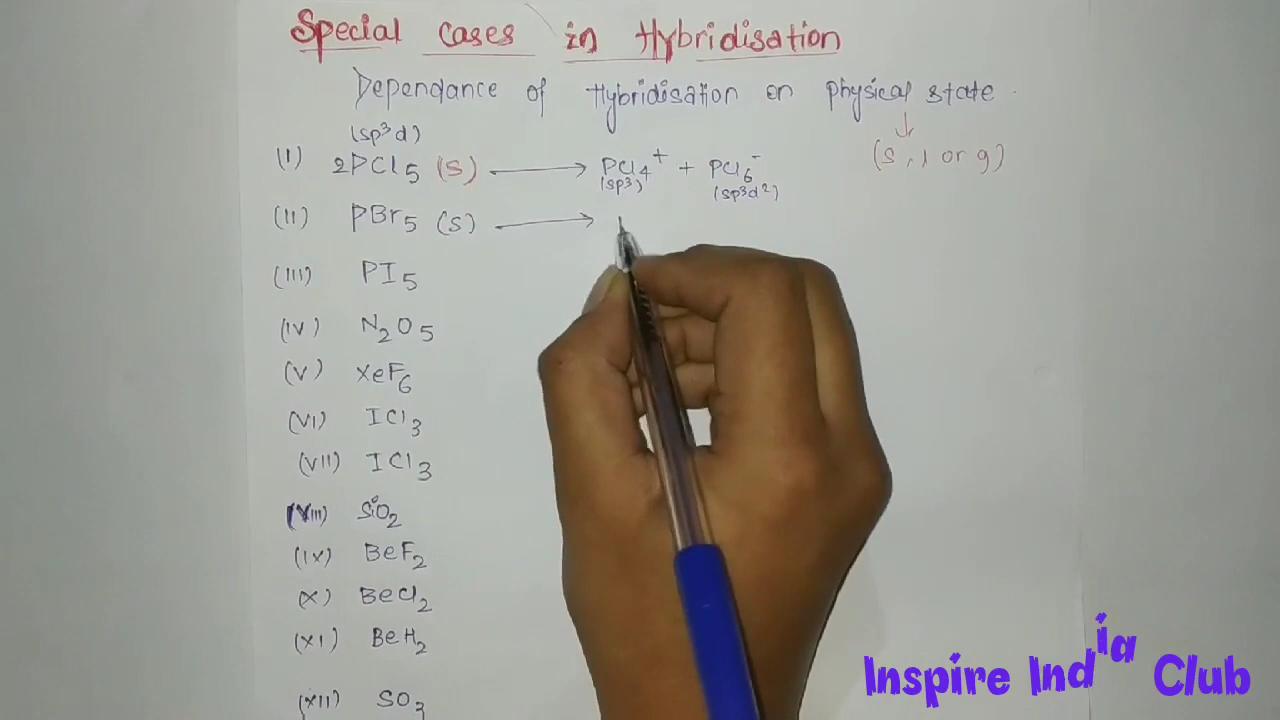 Special cases in Hybridisation
Dependance of Hybridisation on physical state.
(s, l or g)
(sp³d)
(I) 2PCl₅ (s) ⟶ PCl₄⁺ + PCl₆⁻
(sp³) (sp³d²)
(II) PBr₅ (s) ⟶
(III) PI₅
(IV) N₂O₅
(V) XeF₆
(VI) ICl₃
(VII) ICl₃
(VIII) SiO₂
(IX) BeF₂
(X) BeCl₂
(XI) BeH₂
(XII) SO₃
Inspire India Club